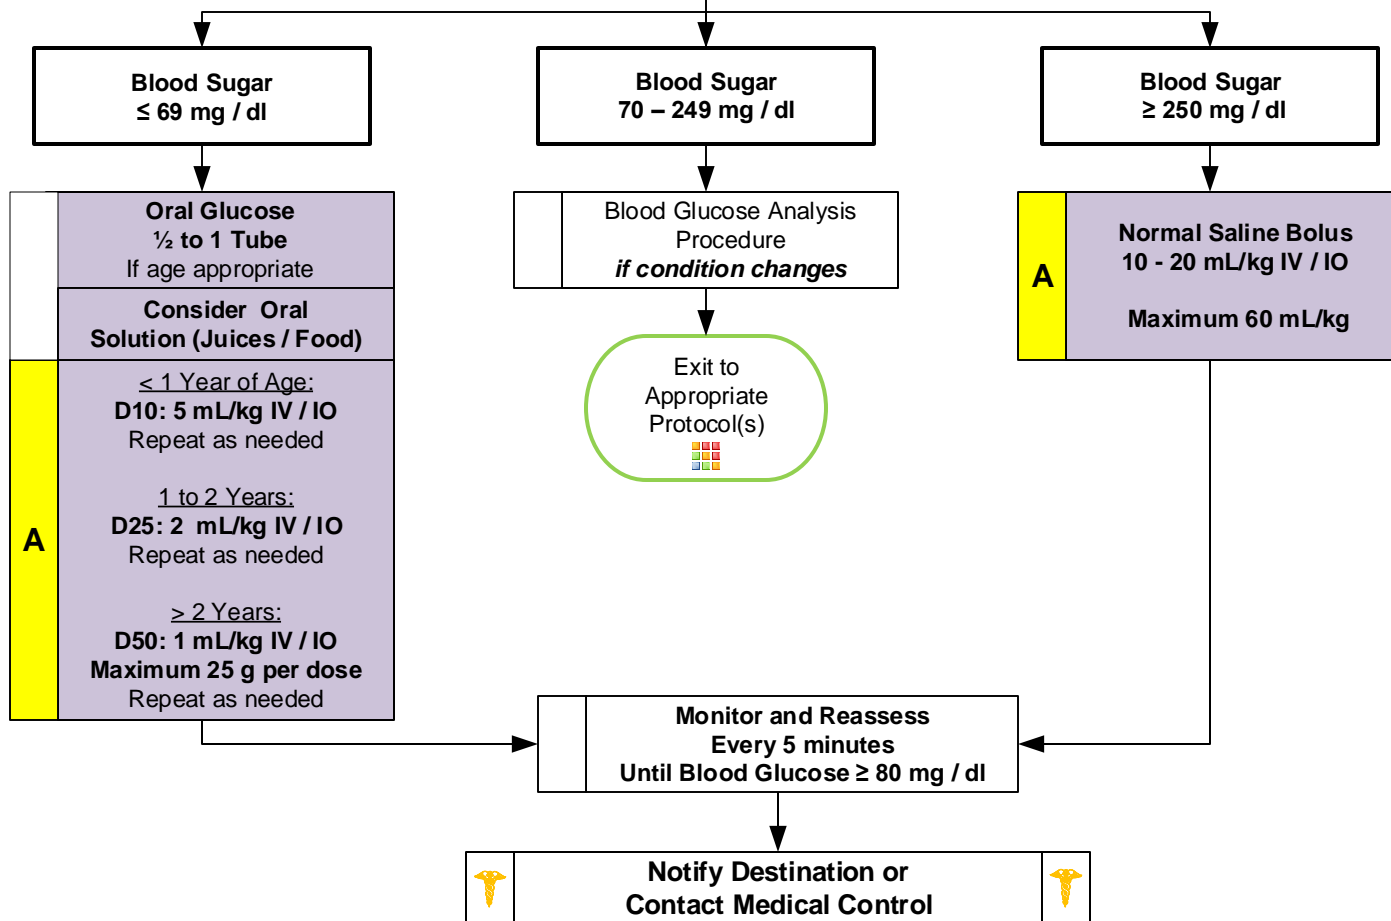 Blood Sugar
≤ 69 mg / dl
Blood Sugar
70 – 249 mg / dl
Blood Sugar
≥ 250 mg / dl
Oral Glucose
½ to 1 Tube
If age appropriate
Consider Oral
Solution (Juices / Food)
A
< 1 Year of Age:
D10: 5 mL/kg IV / IO
Repeat as needed
1 to 2 Years:
D25: 2 mL/kg IV / IO
Repeat as needed
> 2 Years:
D50: 1 mL/kg IV / IO
Maximum 25 g per dose
Repeat as needed
Blood Glucose Analysis
Procedure
if condition changes
Exit to
Appropriate
Protocol(s)
A
Normal Saline Bolus
10 - 20 mL/kg IV / IO
Maximum 60 mL/kg
Monitor and Reassess
Every 5 minutes
Until Blood Glucose ≥ 80 mg / dl
Notify Destination or
Contact Medical Control